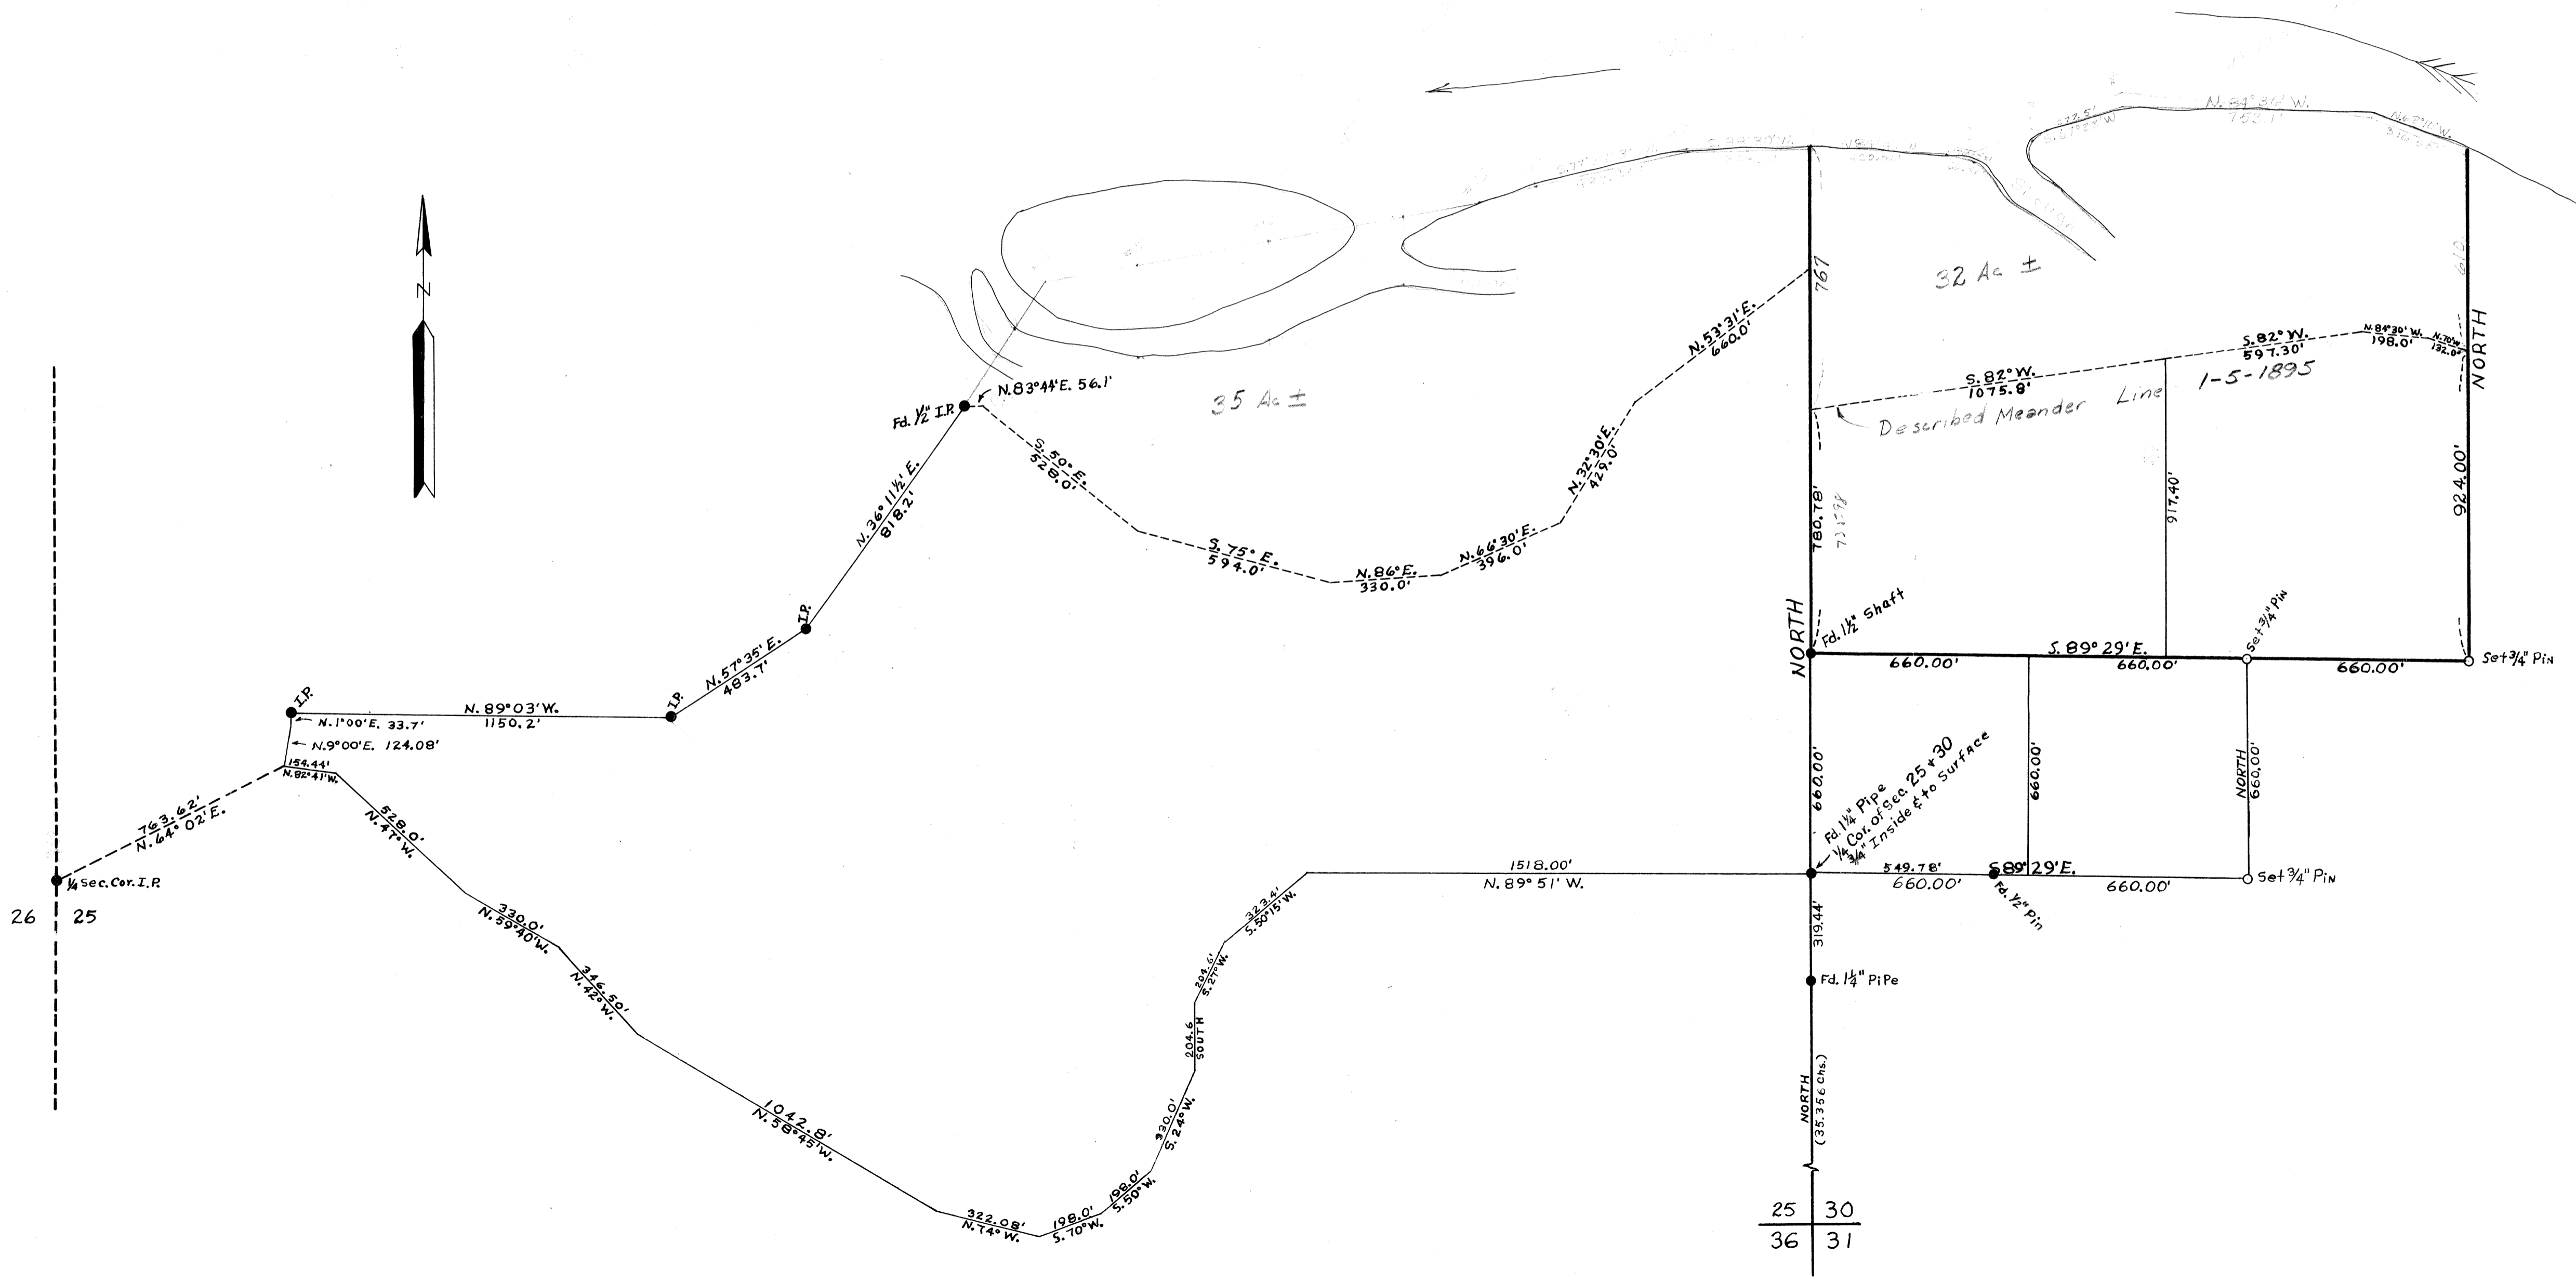 N. 84°36' W.
753.1'
N
32 Ac ±
767
NORTH
N. 53°31' E.
660.0'
S. 82° W.
597.30'
N. 84°30' W.
198.0'
N. 70° W.
132.0'
1-5-1895
S. 82° W.
1075.8'
Described Meander Line
N. 83°44' E. 56.1'
Fd. 1/2" I.P.
35 Ac ±
S. 50° E.
528.0'
N. 32°30' E.
429.0'
N. 36°11½' E.
818.2'
780.78'
917.40'
924.00'
S. 75° E.
594.0'
N. 86° E.
330.0'
N. 66°30' E.
396.0'
I.P.
NORTH
Fd. 1½" Shaft
Set 3/4" Pin
S. 89°29' E.
660.00'
660.00'
660.00'
Set 3/4" Pin
N. 57°35' E.
483.7'
I.P.
I.P.
N. 89°03' W.
1150.2'
N. 1°00' E. 33.7'
N. 9°00' E. 124.08'
154.44'
N. 82°41' W.
763.62'
N. 64°02' E.
1/4 Sec. Cor. I.P.
26 25
528.0'
N. 47° W.
330.0'
N. 59°40' W.
346.50'
N. 42° W.
1042.8'
N. 58°45' W.
322.08'
N. 74° W.
198.0'
S. 70° W.
198.0'
S. 50° W.
330.0'
S. 24° W.
204.6
SOUTH
204.6'
S. 27° W.
323.4'
S. 50°15' W.
1518.00'
N. 89°51' W.
660.00'
Fd. 1¼" Pipe
1/4 Cor. of Sec. 25 + 30
3/4" Inside & to Surface
660.00'
NORTH
660.00'
549.78'
S 89°29' E.
660.00'
660.00'
Set 3/4" Pin
Fd. 1/2" Pin
319.44'
Fd. 1¼" Pipe
NORTH
(35.356 Chs.)
25 30
36 31